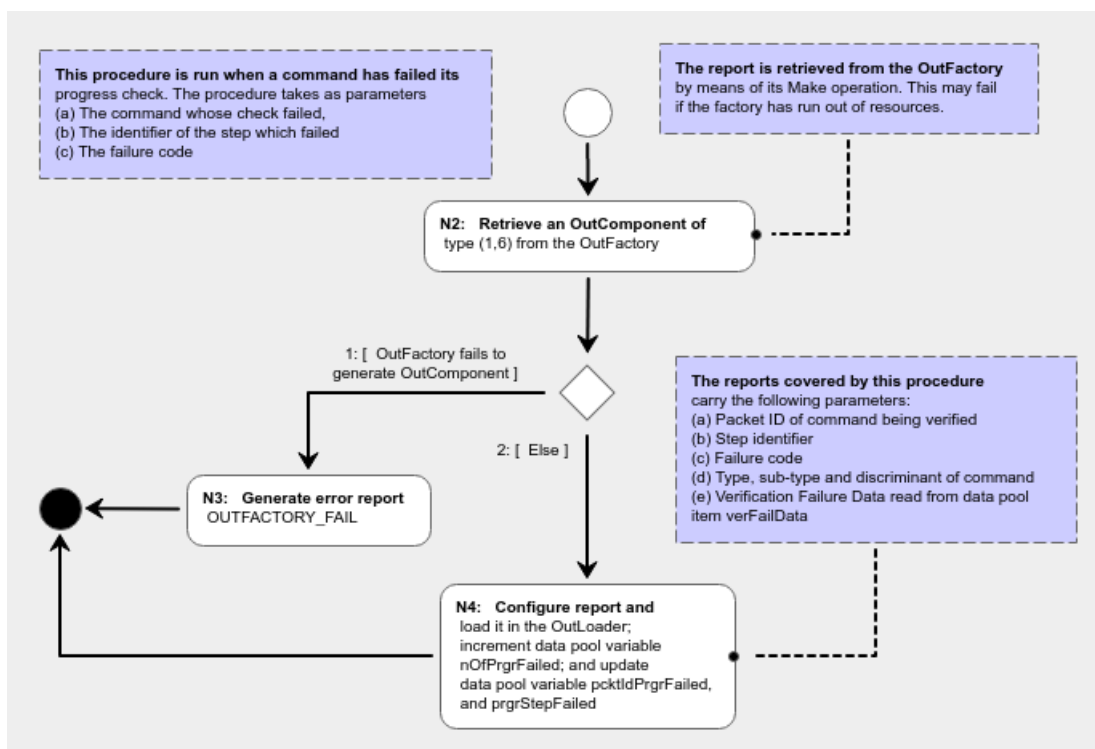 This procedure is run when a command has failed its
progress check. The procedure takes as parameters
(a) The command whose check failed,
(b) The identifier of the step which failed
(c) The failure code
The report is retrieved from the OutFactory
by means of its Make operation. This may fail
if the factory has run out of resources.
N2: Retrieve an OutComponent of
type (1,6) from the OutFactory
1: [ OutFactory fails to
generate OutComponent ]
The reports covered by this procedure
carry the following parameters:
(a) Packet ID of command being verified
(b) Step identifier
(c) Failure code
(d) Type, sub-type and discriminant of command
(e) Verification Failure Data read from data pool
item verFailData
2: [ Else ]
N3: Generate error report
OUTFACTORY_FAIL
N4: Configure report and
load it in the OutLoader;
increment data pool variable
nOfPrgrFailed; and update
data pool variable pcktIdPrgrFailed,
and prgrStepFailed